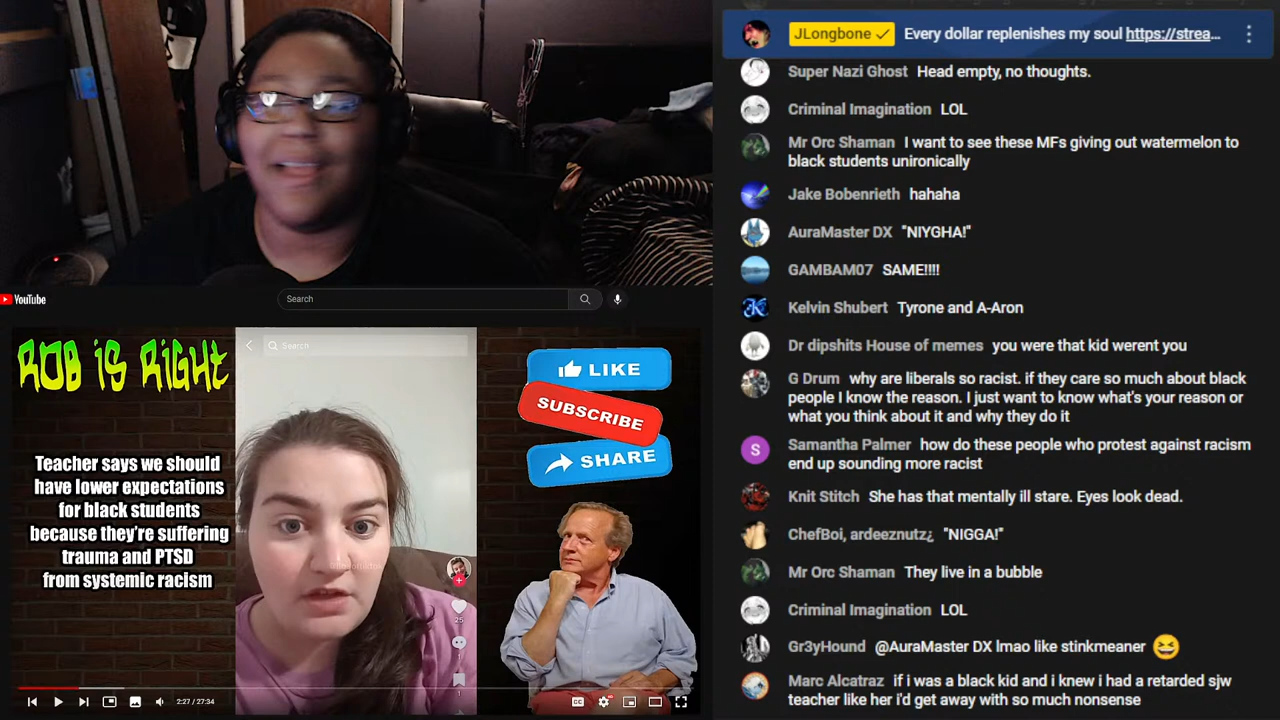 JLongbone ✓ Every dollar replenishes my soul https://strea...
Super Nazi Ghost Head empty, no thoughts.
Criminal Imagination LOL
Mr Orc Shaman I want to see these MFs giving out watermelon to
black students unironically
Jake Bobenrieth hahaha
AuraMaster DX "NIYGHA!"
GAMBAM07 SAME!!!!
Kelvin Shubert Tyrone and A-Aron
Dr dipshits House of memes you were that kid werent you
G Drum why are liberals so racist. if they care so much about black
people I know the reason. I just want to know what's your reason or
what you think about it and why they do it
Samantha Palmer how do these people who protest against racism
end up sounding more racist
Knit Stitch She has that mentally ill stare. Eyes look dead.
ChefBoi, ardeeznutz¿ "NIGGA!"
Mr Orc Shaman They live in a bubble
Criminal Imagination LOL
Gr3yHound @AuraMaster DX lmao like stinkmeaner 😆
Marc Alcatraz if i was a black kid and i knew i had a retarded sjw
teacher like her i'd get away with so much nonsense
YouTube
Search
ROB iS RiGHt
Teacher says we should
have lower expectations
for black students
because they're suffering
trauma and PTSD
from systemic racism
Search
25
1
1
LIKE
SUBSCRIBE
SHARE
2:27 / 27:34
CC
S